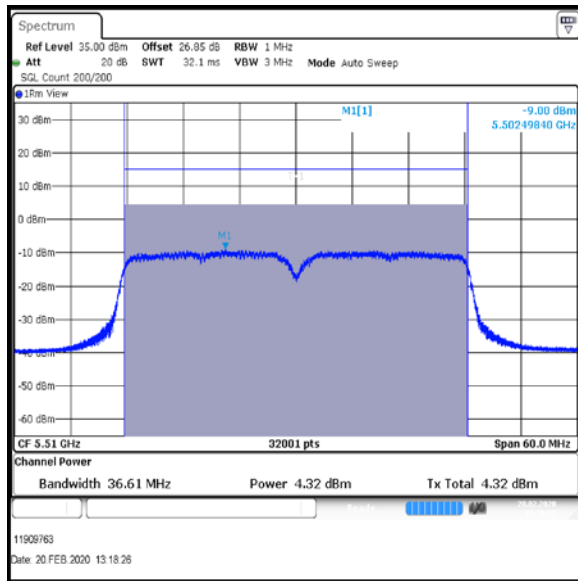 Spectrum
Ref Level 35.00 dBm Offset 26.85 dB RBW 1 MHz
Att 20 dB SWT 32.1 ms VBW 3 MHz Mode Auto Sweep
SGL Count 200/200
1Rm View
M1[1] -9.00 dBm
5.50249840 GHz
30 dBm
20 dBm
10 dBm
0 dBm
M1
-10 dBm
-20 dBm
-30 dBm
-40 dBm
-50 dBm
-60 dBm
CF 5.51 GHz 32001 pts Span 60.0 MHz
Channel Power
Bandwidth 36.61 MHz Power 4.32 dBm Tx Total 4.32 dBm
11909763
Date: 20.FEB.2020 13:18:26